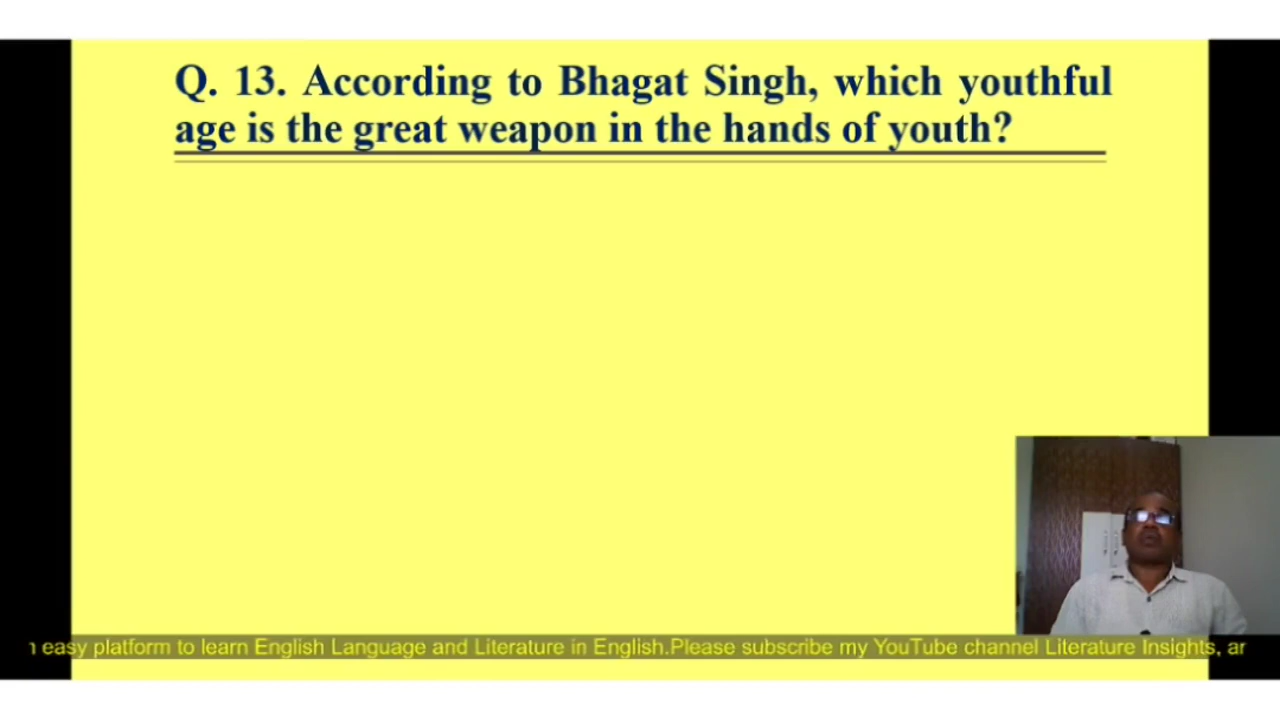 Q. 13. According to Bhagat Singh, which youthful
age is the great weapon in the hands of youth?
easy platform to learn English Language and Literature in English.Please subscribe my YouTube channel Literature Insights,